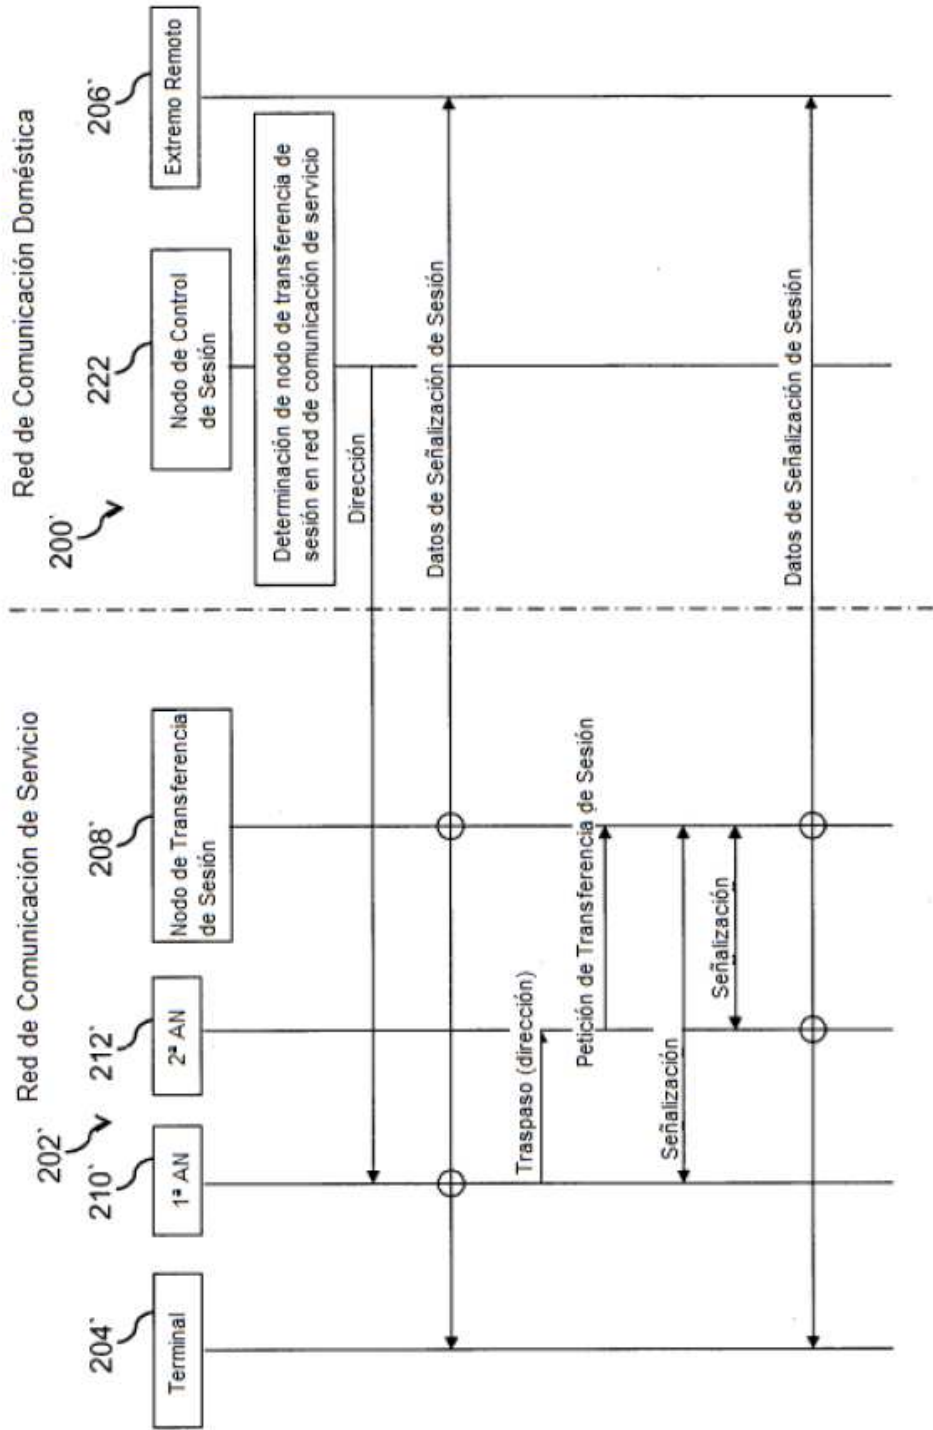 Red de Comunicación de Servicio
Red de Comunicación Doméstica
202`
200`
204`
210`
212`
208`
222`
206`
Terminal
1ª AN
2ª AN
Nodo de Transferencia
de Sesión
Nodo de Control
de Sesión
Extremo Remoto
Determinación de nodo de transferencia de
sesión en red de comunicación de servicio
Dirección
Datos de Señalización de Sesión
Traspaso (dirección)
Petición de Transferencia de Sesión
Señalización
Señalización
Datos de Señalización de Sesión